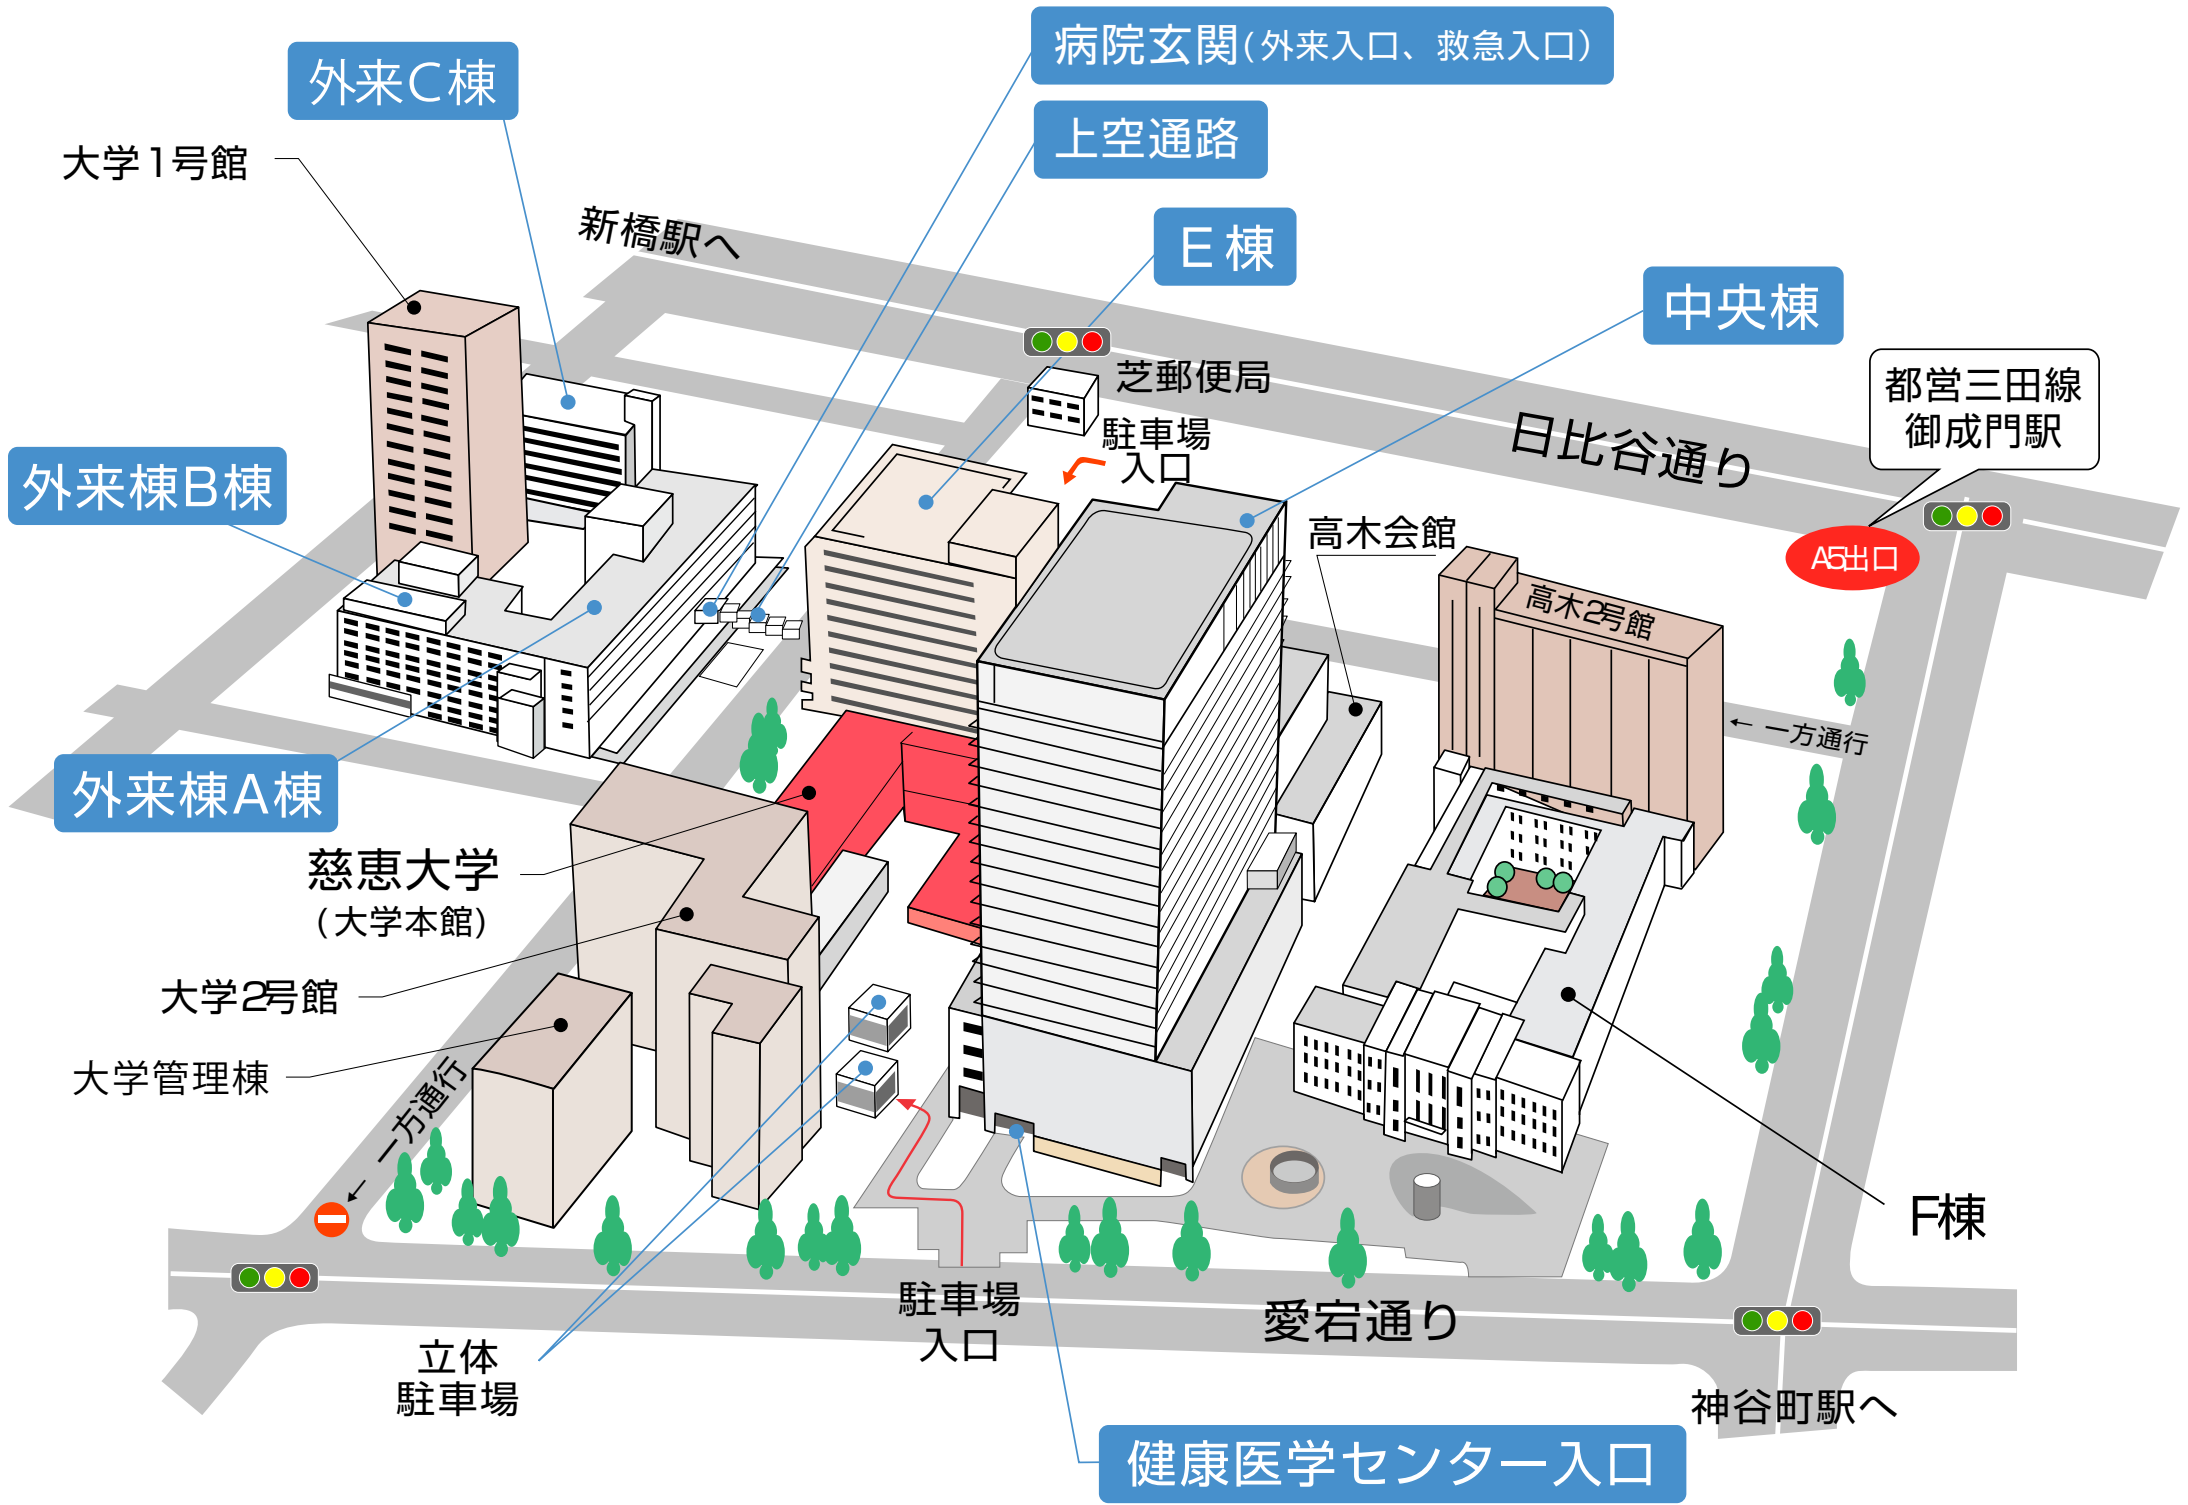 病院玄関(外来入口、救急入口)
外来C棟
上空通路
大学1号館
新橋駅へ
E棟
中央棟
芝郵便局
都営三田線
御成門駅
駐車場
入口
日比谷通り
外来棟B棟
高木会館
A5出口
高木2号館
←一方通行
外来棟A棟
慈恵大学
(大学本館)
大学2号館
大学管理棟
←一方通行
F棟
駐車場
入口
愛宕通り
立体
駐車場
神谷町駅へ
健康医学センター入口